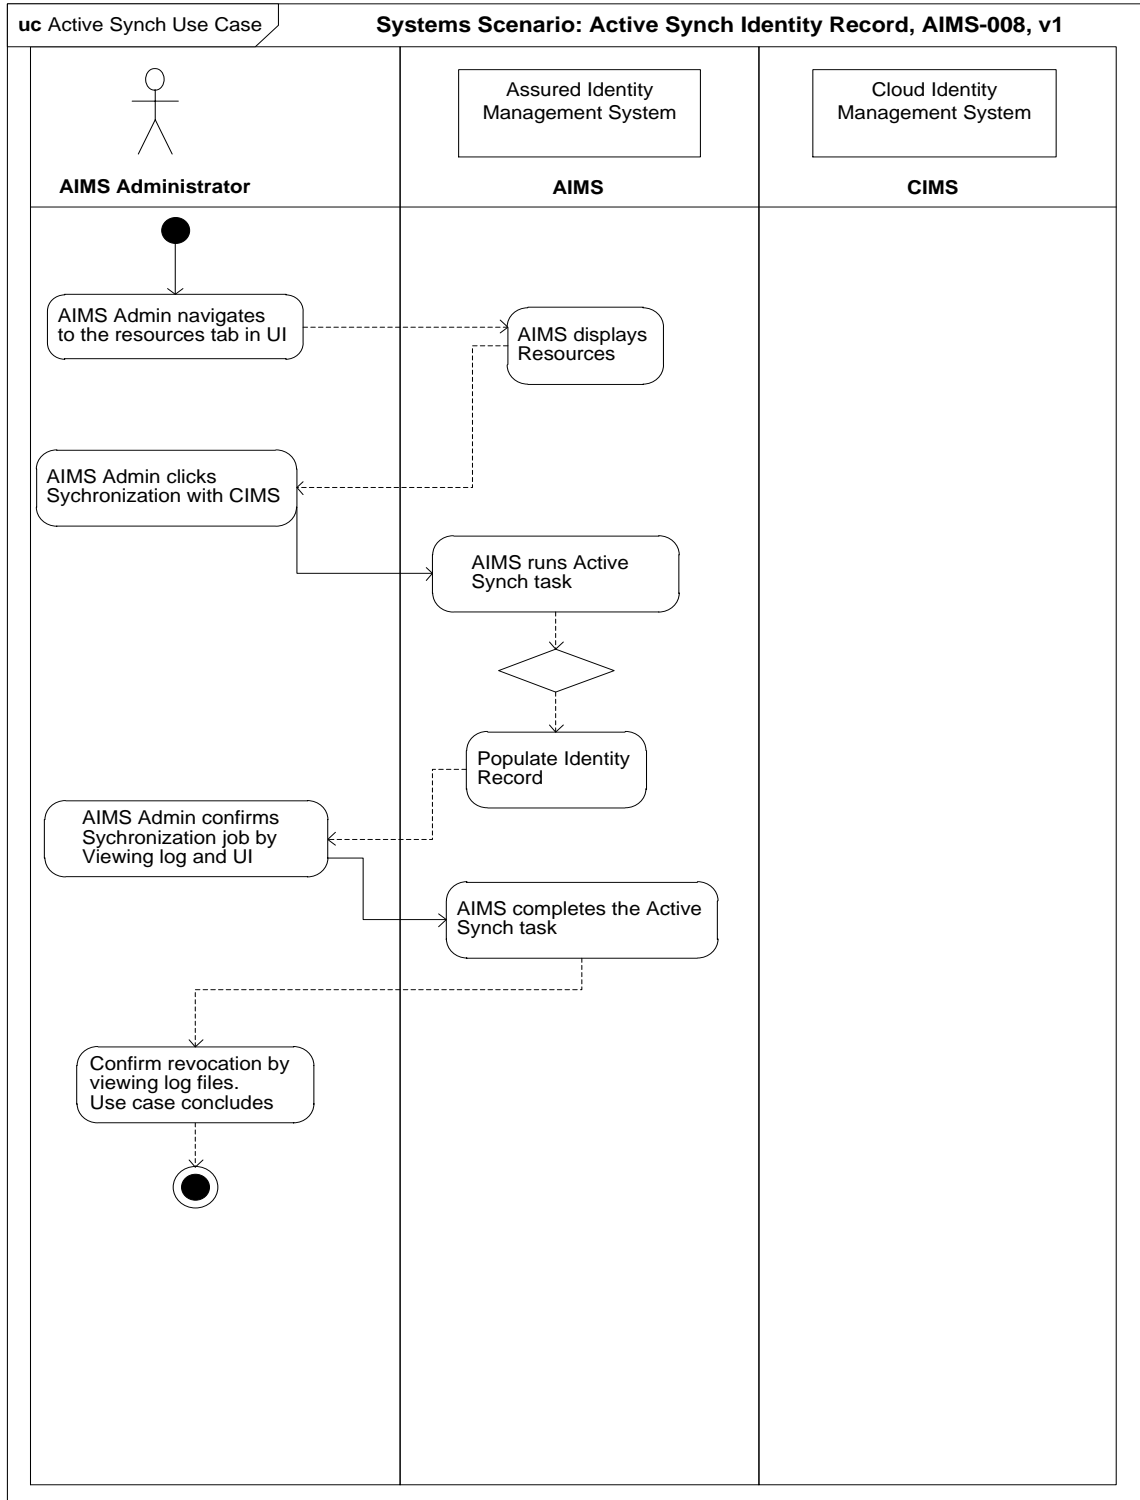 uc Active Synch Use Case
Systems Scenario: Active Synch Identity Record, AIMS-008, v1
Assured Identity
Management System
Cloud Identity
Management System
AIMS Administrator
AIMS
CIMS
AIMS Admin navigates
to the resources tab in UI
AIMS displays
Resources
AIMS Admin clicks
Sychronization with CIMS
AIMS runs Active
Synch task
Populate Identity
Record
AIMS Admin confirms
Sychronization job by
Viewing log and UI
AIMS completes the Active
Synch task
Confirm revocation by
viewing log files.
Use case concludes